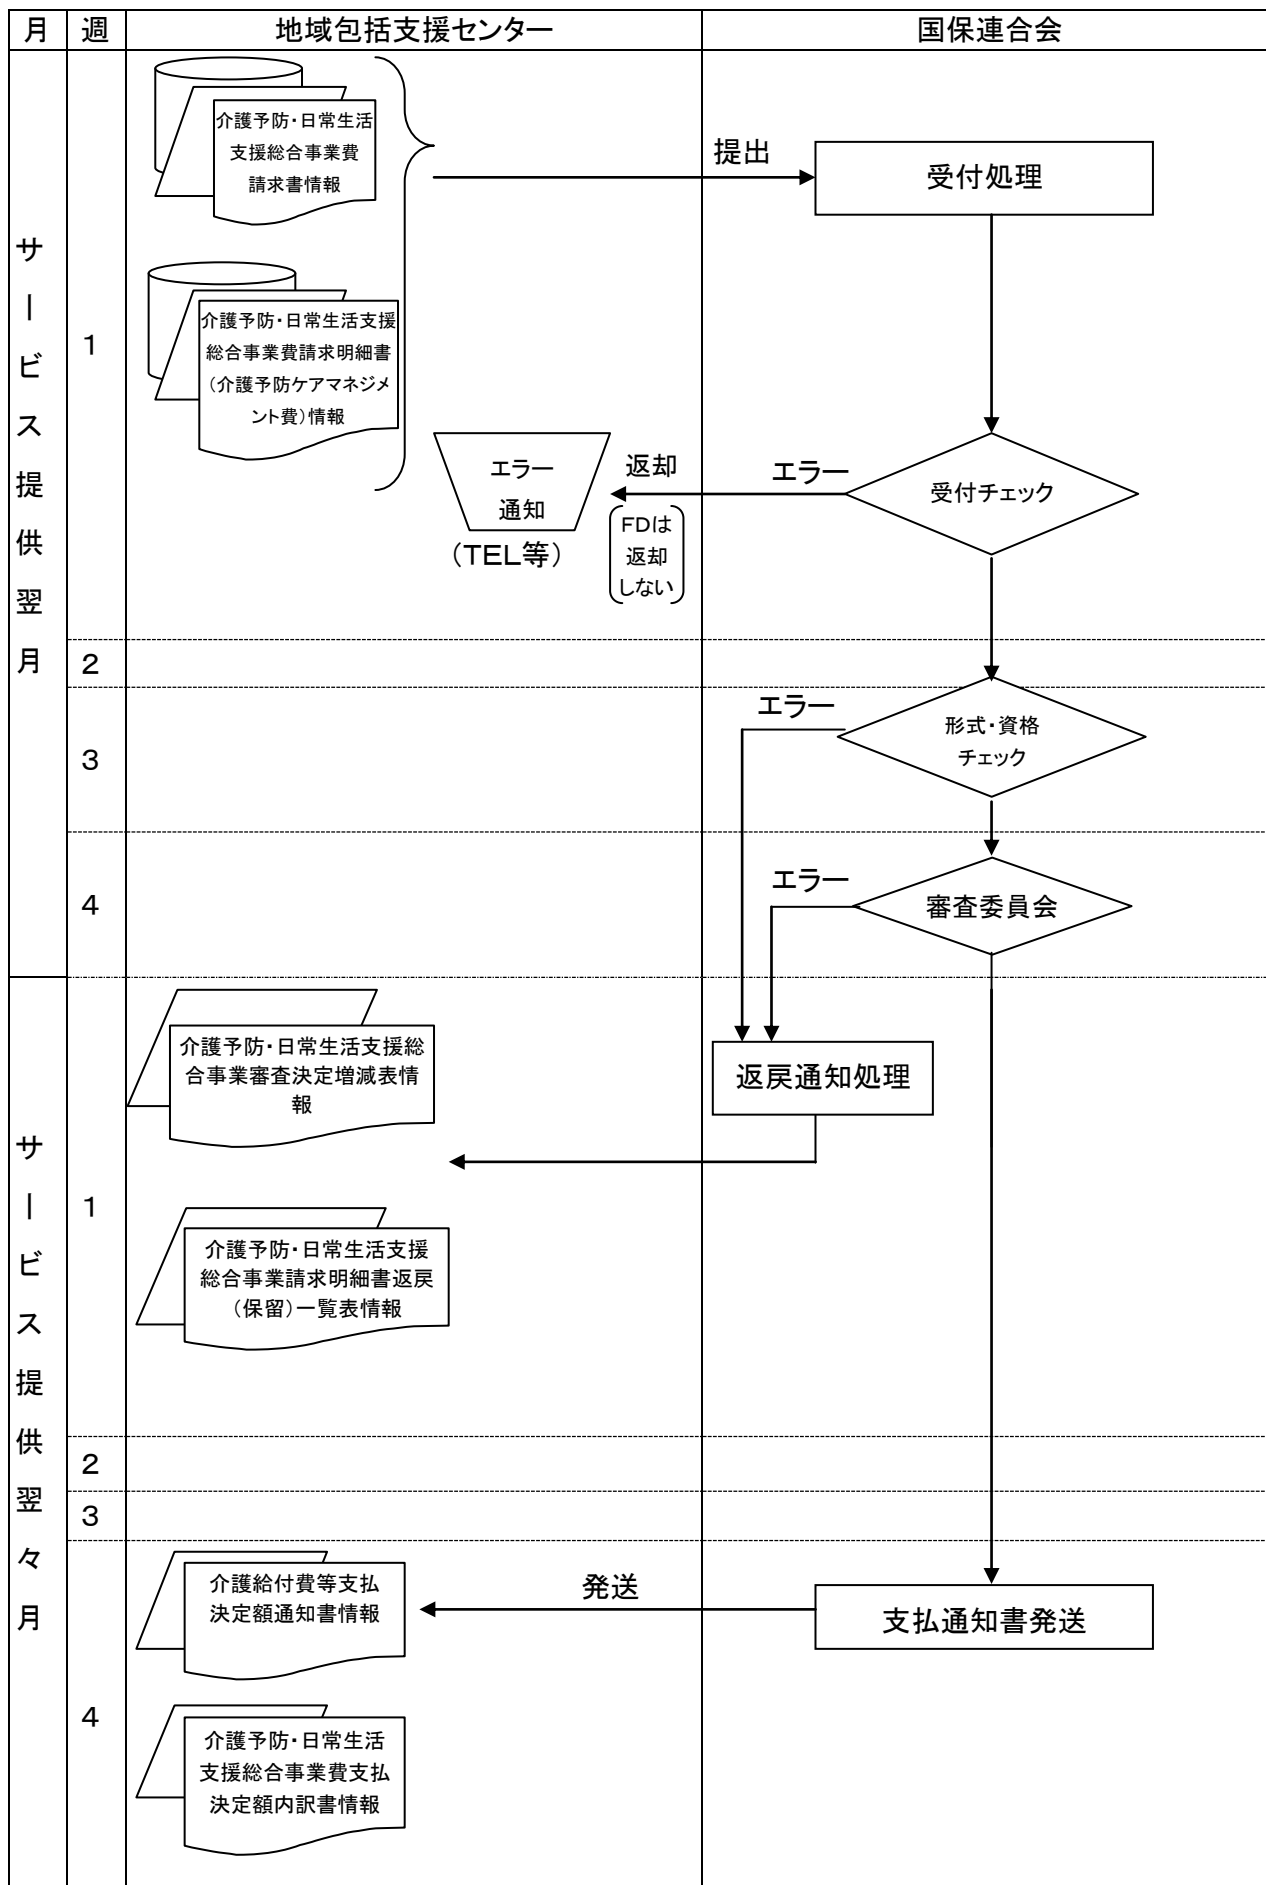 月 週 地域包括支援センター 国保連合会
サービス提供翌月
1
介護予防・日常生活
支援総合事業費
請求書情報
提出
受付処理
介護予防・日常生活支援
総合事業費請求明細書
（介護予防ケアマネジメ
ント費）情報
エラー
通知
（TEL等）
返却
FDは
返却
しない
エラー
受付チェック
2
3
エラー
形式・資格
チェック
4
エラー
審査委員会
サービス提供翌々月
1
介護予防・日常生活支援総
合事業審査決定増減表情
報
返戻通知処理
介護予防・日常生活支援
総合事業請求明細書返戻
（保留）一覧表情報
2
3
4
介護給付費等支払
決定額通知書情報
発送
支払通知書発送
介護予防・日常生活
支援総合事業費支払
決定額内訳書情報